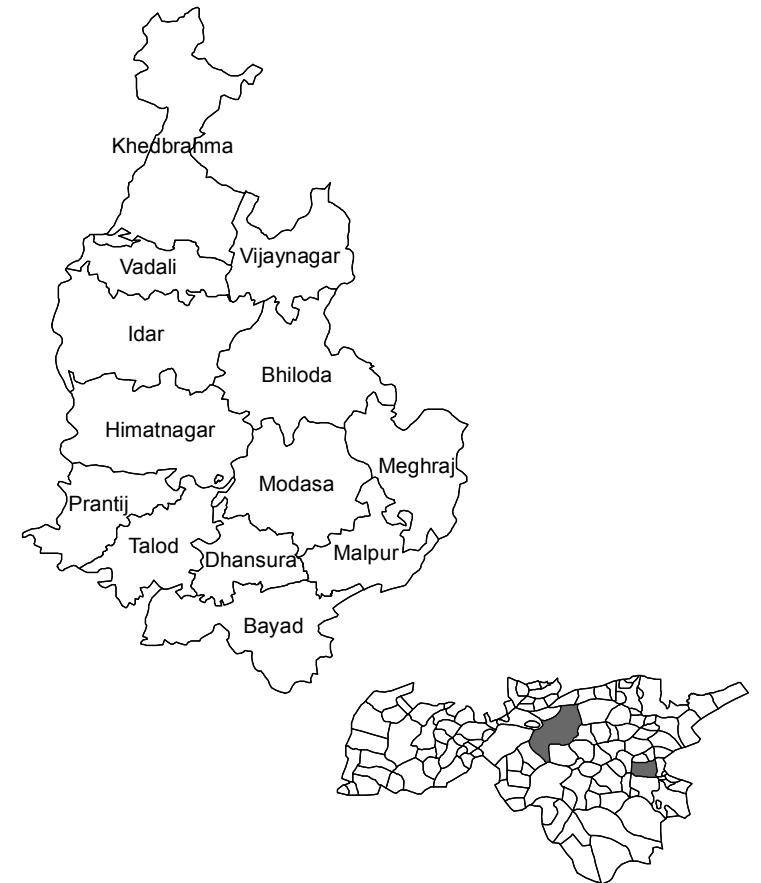 Khedbrahma
Vijaynagar
Vadali
Idar
Bhiloda
Himatnagar
Meghraj
Modasa
Prantij
Talod
Malpur
Dhansura
Bayad